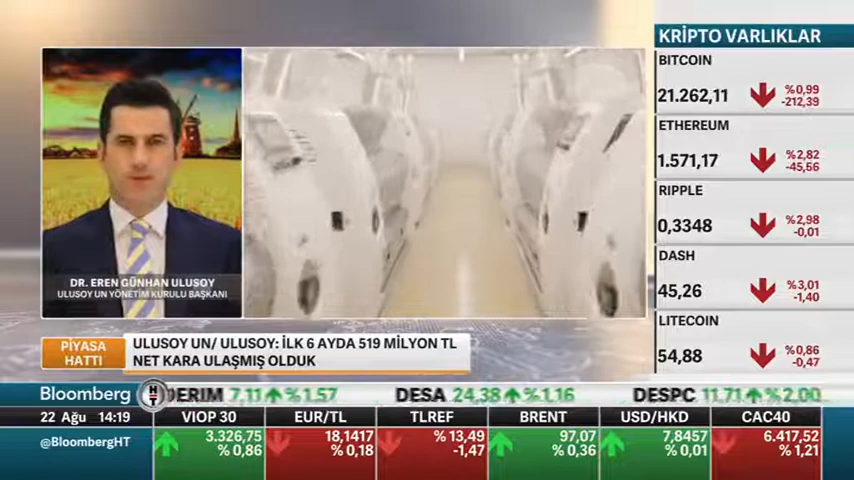 KRİPTO VARLIKLAR
BITCOIN
21.262,11
%0,99
-212,39
ETHEREUM
1.571,17
%2,82
-45,56
RIPPLE
0,3348
%2,98
-0,01
DASH
45,26
%3,01
-1,40
LITECOIN
54,88
%0,86
-0,47
DR. EREN GÜNHAN ULUSOY
ULUSOY UN YÖNETİM KURULU BAŞKANI
PİYASA
HATTI
ULUSOY UN/ ULUSOY: İLK 6 AYDA 519 MİLYON TL
NET KARA ULAŞMIŞ OLDUK
Bloomberg HT
DERIM 7,11 %1.57 DESA 24,38 %1,16 DESPC 11,71 %2,00
22 Ağu 14:19
@BloombergHT
VIOP 30
3.326,75
% 0,86
EUR/TL
18,1417
% 0,18
TLREF
% 13,49
-1,47
BRENT
97,07
% 0,36
USD/HKD
7,8457
% 0,01
CAC40
6.417,52
% 1,21